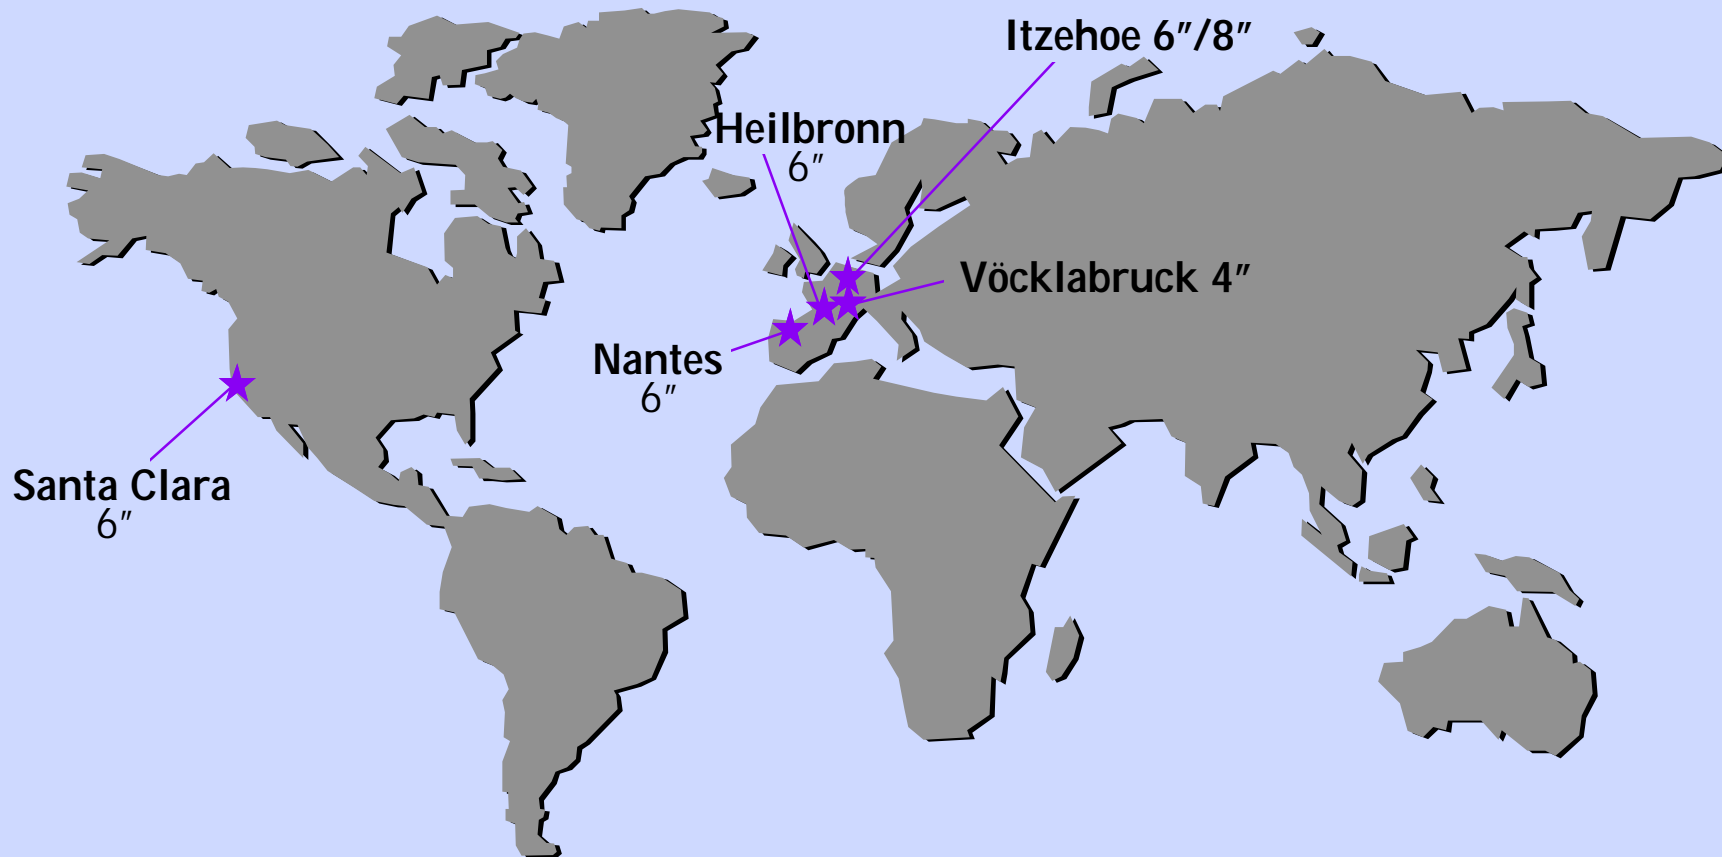 Itzehoe 6″/8″
Heilbronn
6″
Vöcklabruck 4″
Nantes
6″
Santa Clara
6″